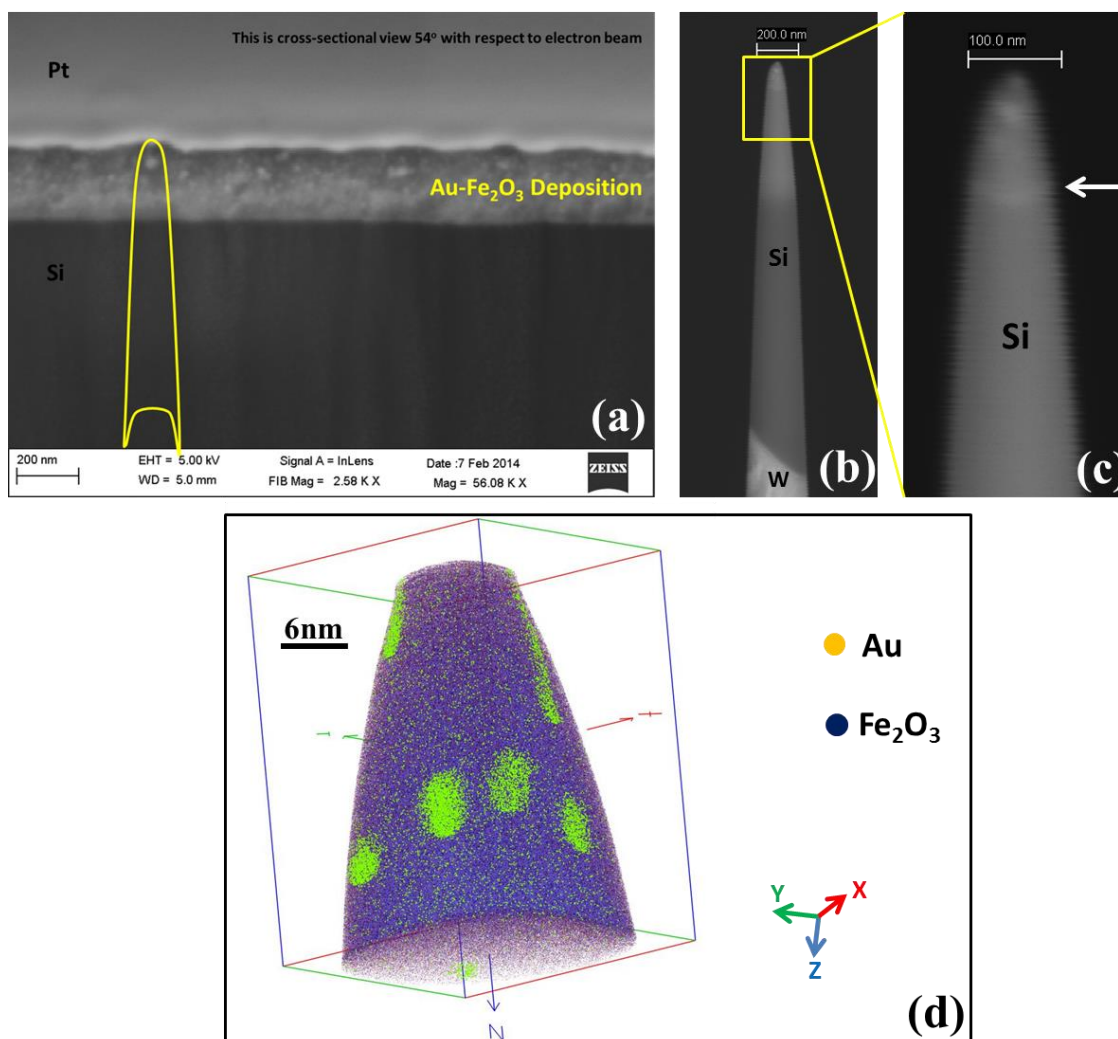 This is cross-sectional view 54° with respect to electron beam
Pt
Au-Fe₂O₃ Deposition
Si
(a)
200 nm
EHT = 5.00 kV
Signal A = InLens
Date :7 Feb 2014
WD = 5.0 mm
FIB Mag = 2.58 K X
Mag = 56.08 K X
ZEISS
200.0 nm
Si
W
(b)
100.0 nm
Si
(c)
6nm
Au
Fe₂O₃
1
1
Y
X
Z
Z
(d)